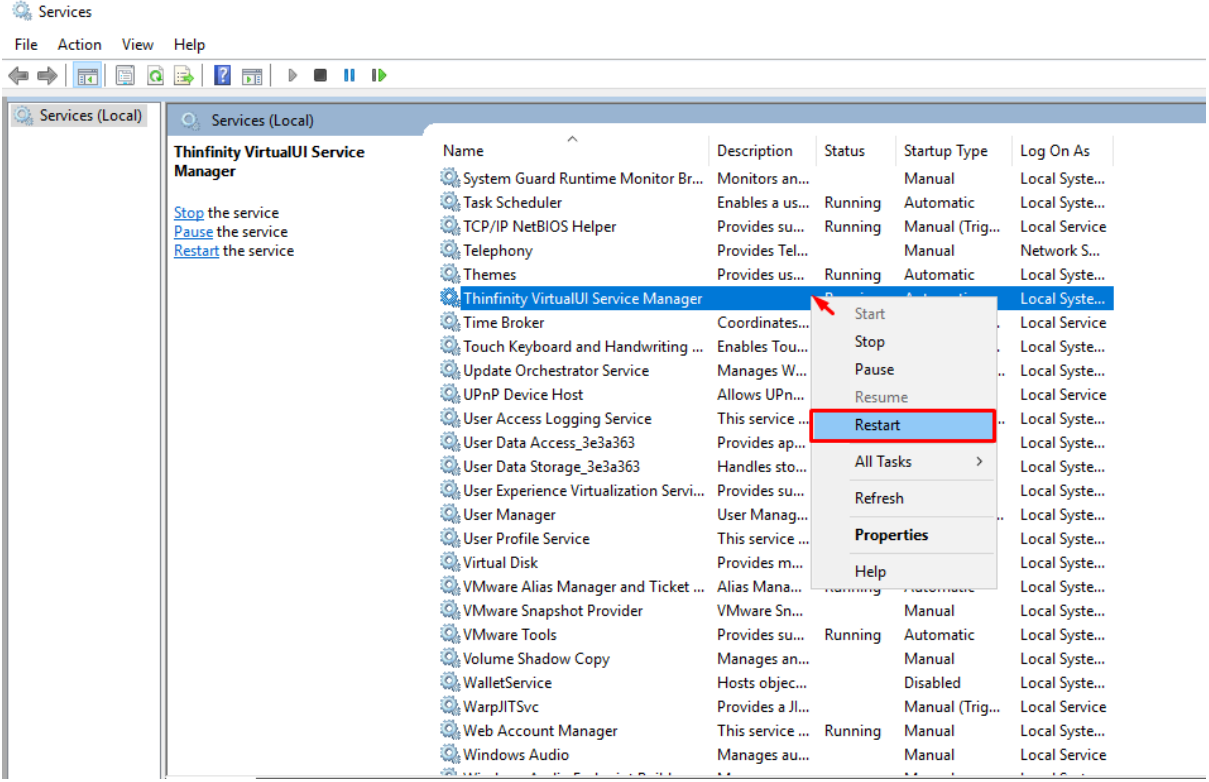 Services
File Action View Help
Services (Local)
Services (Local)
Thinfinity VirtualUI Service
Manager
Stop the service
Pause the service
Restart the service
Name Description Status Startup Type Log On As
System Guard Runtime Monitor Br... Monitors an... Manual Local Syste...
Task Scheduler Enables a us... Running Automatic Local Syste...
TCP/IP NetBIOS Helper Provides su... Running Manual (Trig... Local Service
Telephony Provides Tel... Manual Network S...
Themes Provides us... Running Automatic Local Syste...
Thinfinity VirtualUI Service Manager Local Syste...
Time Broker Coordinates... Local Service
Touch Keyboard and Handwriting ... Enables Tou... Local Syste...
Update Orchestrator Service Manages W... Local Syste...
UPnP Device Host Allows UPn... Local Service
User Access Logging Service This service ... Local Syste...
User Data Access_3e3a363 Provides ap... Local Syste...
User Data Storage_3e3a363 Handles sto... Local Syste...
User Experience Virtualization Servi... Provides su... Local Syste...
User Manager User Manag... Local Syste...
User Profile Service This service ... Local Syste...
Virtual Disk Provides m... Local Syste...
VMware Alias Manager and Ticket ... Alias Mana... Running Automatic Local Syste...
VMware Snapshot Provider VMware Sn... Manual Local Syste...
VMware Tools Provides su... Running Automatic Local Syste...
Volume Shadow Copy Manages an... Manual Local Syste...
WalletService Hosts objec... Disabled Local Syste...
WarpJITSvc Provides a JI... Manual (Trig... Local Service
Web Account Manager This service ... Running Manual Local Syste...
Windows Audio Manages au... Manual Local Service
Start
Stop
Pause
Resume
Restart
All Tasks
Refresh
Properties
Help